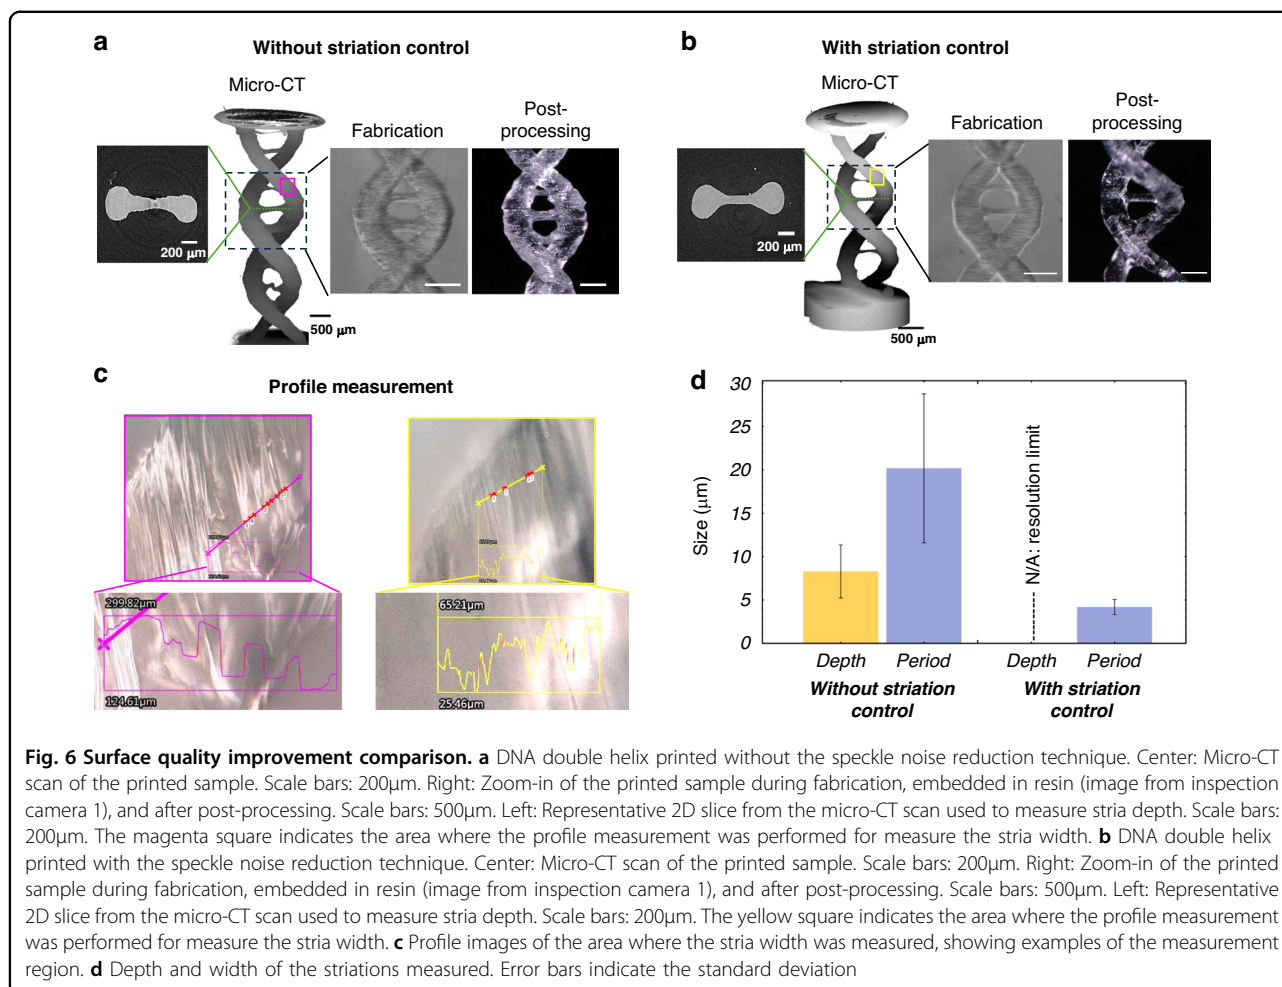 a
Without striation control
Micro-CT
Fabrication
Post-
processing
200 µm
500 µm
b
With striation control
Micro-CT
Fabrication
Post-
processing
200 µm
500 µm
c
Profile measurement
299.82µm
124.61µm
65.21µm
25.46µm
d
Size (µm)
30
25
20
15
10
5
0
N/A: resolution limit
Depth Period Depth Period
Without striation control
With striation control
Fig. 6 Surface quality improvement comparison. a DNA double helix printed without the speckle noise reduction technique. Center: Micro-CT
scan of the printed sample. Scale bars: 200µm. Right: Zoom-in of the printed sample during fabrication, embedded in resin (image from inspection
camera 1), and after post-processing. Scale bars: 500µm. Left: Representative 2D slice from the micro-CT scan used to measure stria depth. Scale bars:
200µm. The magenta square indicates the area where the profile measurement was performed for measure the stria width. b DNA double helix
printed with the speckle noise reduction technique. Center: Micro-CT scan of the printed sample. Scale bars: 200µm. Right: Zoom-in of the printed
sample during fabrication, embedded in resin (image from inspection camera 1), and after post-processing. Scale bars: 500µm. Left: Representative
2D slice from the micro-CT scan used to measure stria depth. Scale bars: 200µm. The yellow square indicates the area where the profile measurement
was performed for measure the stria width. c Profile images of the area where the stria width was measured, showing examples of the measurement
region. d Depth and width of the striations measured. Error bars indicate the standard deviation